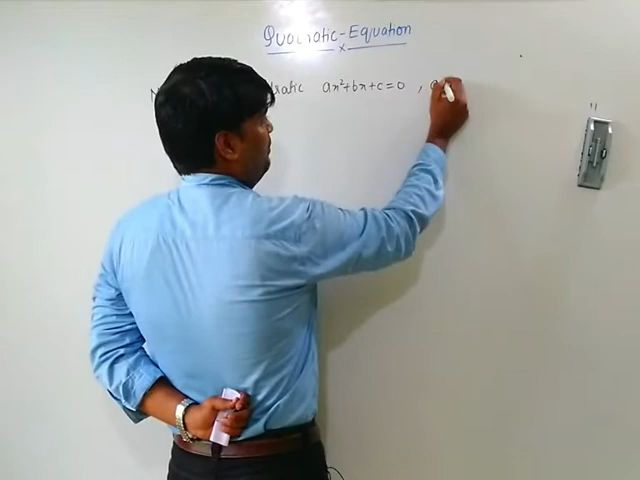 Quadratic-Equation
x
ax²+bx+c=0 ,